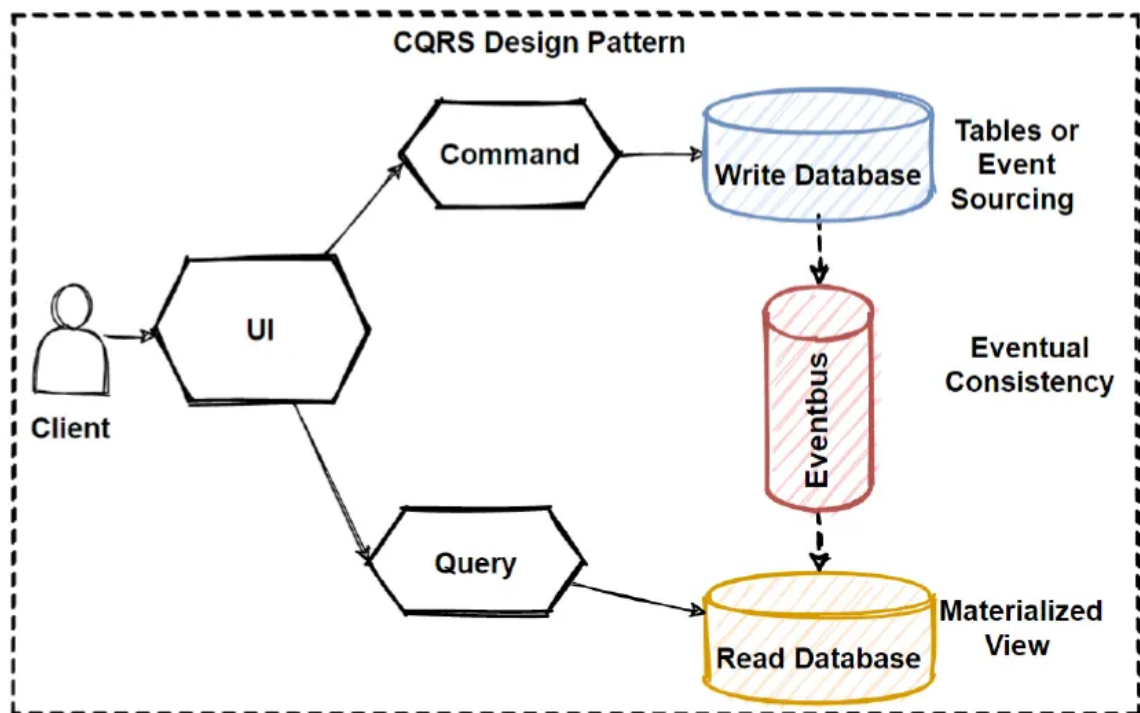 CQRS Design Pattern
Command
Write Database
Tables or
Event
Sourcing
UI
Client
Eventbus
Eventual
Consistency
Query
Read Database
Materialized
View